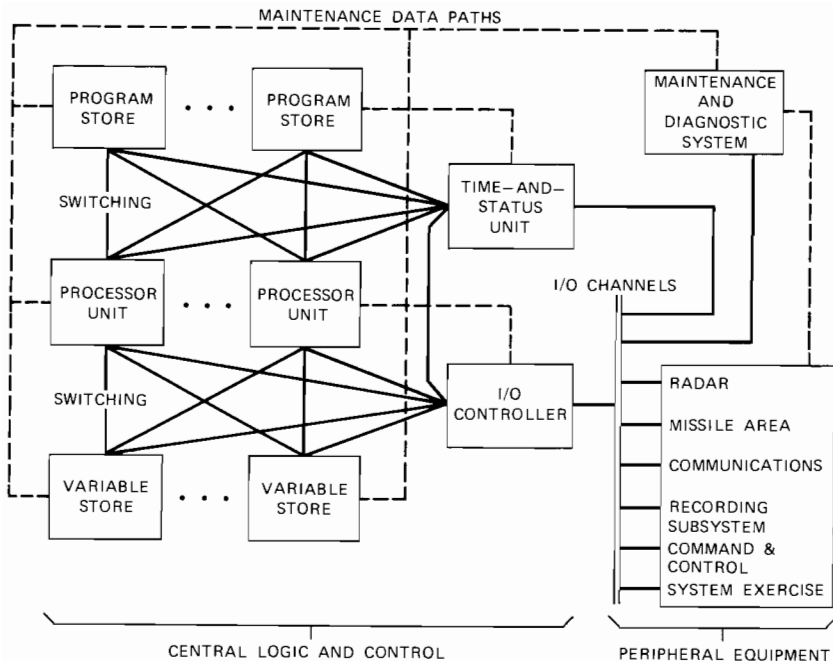 MAINTENANCE DATA PATHS
PROGRAM
STORE
PROGRAM
STORE
MAINTENANCE
AND
DIAGNOSTIC
SYSTEM
SWITCHING
TIME-AND-
STATUS
UNIT
PROCESSOR
UNIT
PROCESSOR
UNIT
I/O CHANNELS
SWITCHING
I/O
CONTROLLER
RADAR
MISSILE AREA
COMMUNICATIONS
RECORDING
SUBSYSTEM
COMMAND &
CONTROL
SYSTEM EXERCISE
VARIABLE
STORE
VARIABLE
STORE
CENTRAL LOGIC AND CONTROL
PERIPHERAL EQUIPMENT